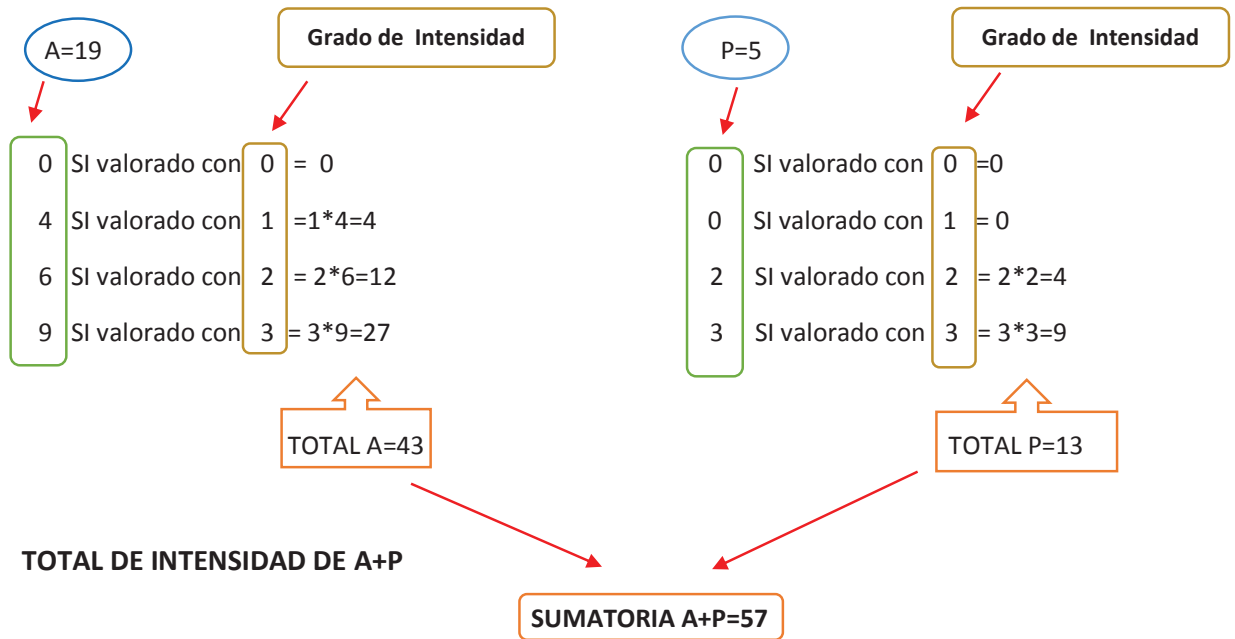 A=19
Grado de Intensidad
P=5
Grado de Intensidad
0 SI valorado con 0 = 0
4 SI valorado con 1 =1*4=4
6 SI valorado con 2 = 2*6=12
9 SI valorado con 3 = 3*9=27
0 SI valorado con 0 =0
0 SI valorado con 1 = 0
2 SI valorado con 2 = 2*2=4
3 SI valorado con 3 = 3*3=9
TOTAL A=43
TOTAL P=13
TOTAL DE INTENSIDAD DE A+P
SUMATORIA A+P=57